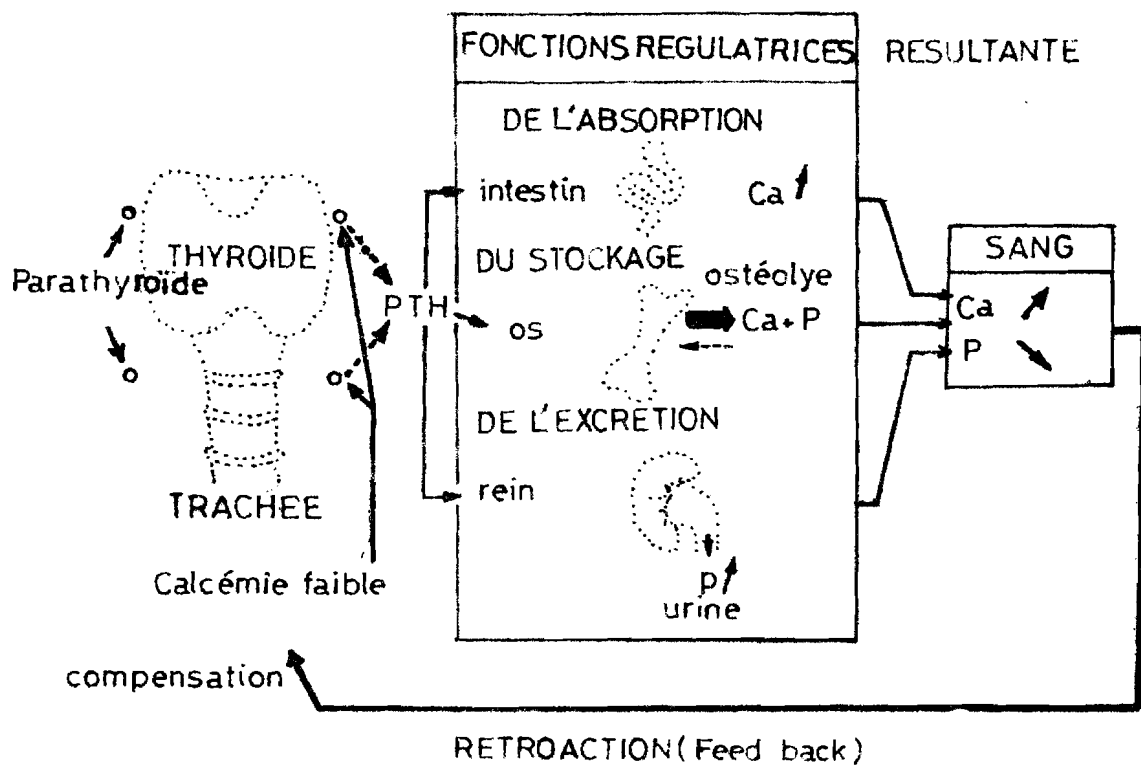 FONCTIONS REGULATRICES
RESULTANTE
DE L'ABSORPTION
intestin
Ca
THYROIDE
Parathyroïde
PTH
DU STOCKAGE
ostéolye
os
Ca + P
SANG
Ca
P
DE L'EXCRETION
rein
TRACHEE
Calcémie faible
P
urine
compensation
RETROACTION (Feed back)